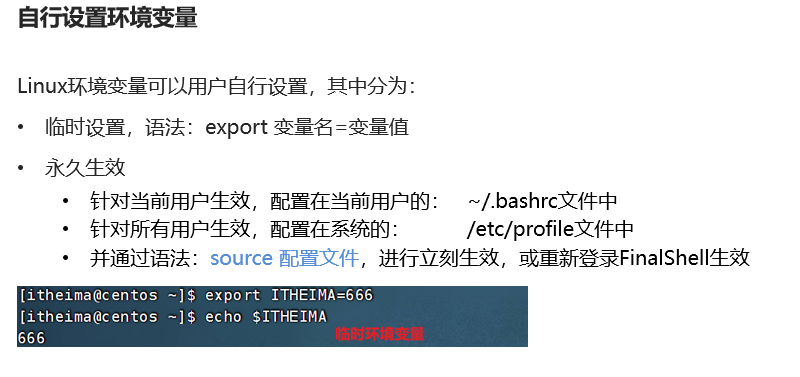 自行设置环境变量
Linux环境变量可以用户自行设置，其中分为：
• 临时设置，语法：export 变量名=变量值
• 永久生效
• 针对当前用户生效，配置在当前用户的： ~/.bashrc文件中
• 针对所有用户生效，配置在系统的： /etc/profile文件中
• 并通过语法：source 配置文件，进行立刻生效，或重新登录FinalShell生效
[itheima@centos ~]$ export ITHEIMA=666
[itheima@centos ~]$ echo $ITHEIMA
666 临时环境变量